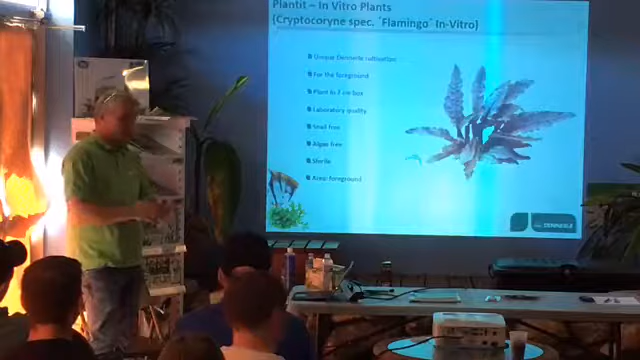 Plantit – In Vitro Plants
(Cryptocoryne spec. ´Flamingo´ In-Vitro)
Unique Dennerle cultivation
For the foreground
Plant in 2 cm box
Laboratory quality
Snail free
Algae free
Sterile
Area: foreground
DENNERLE